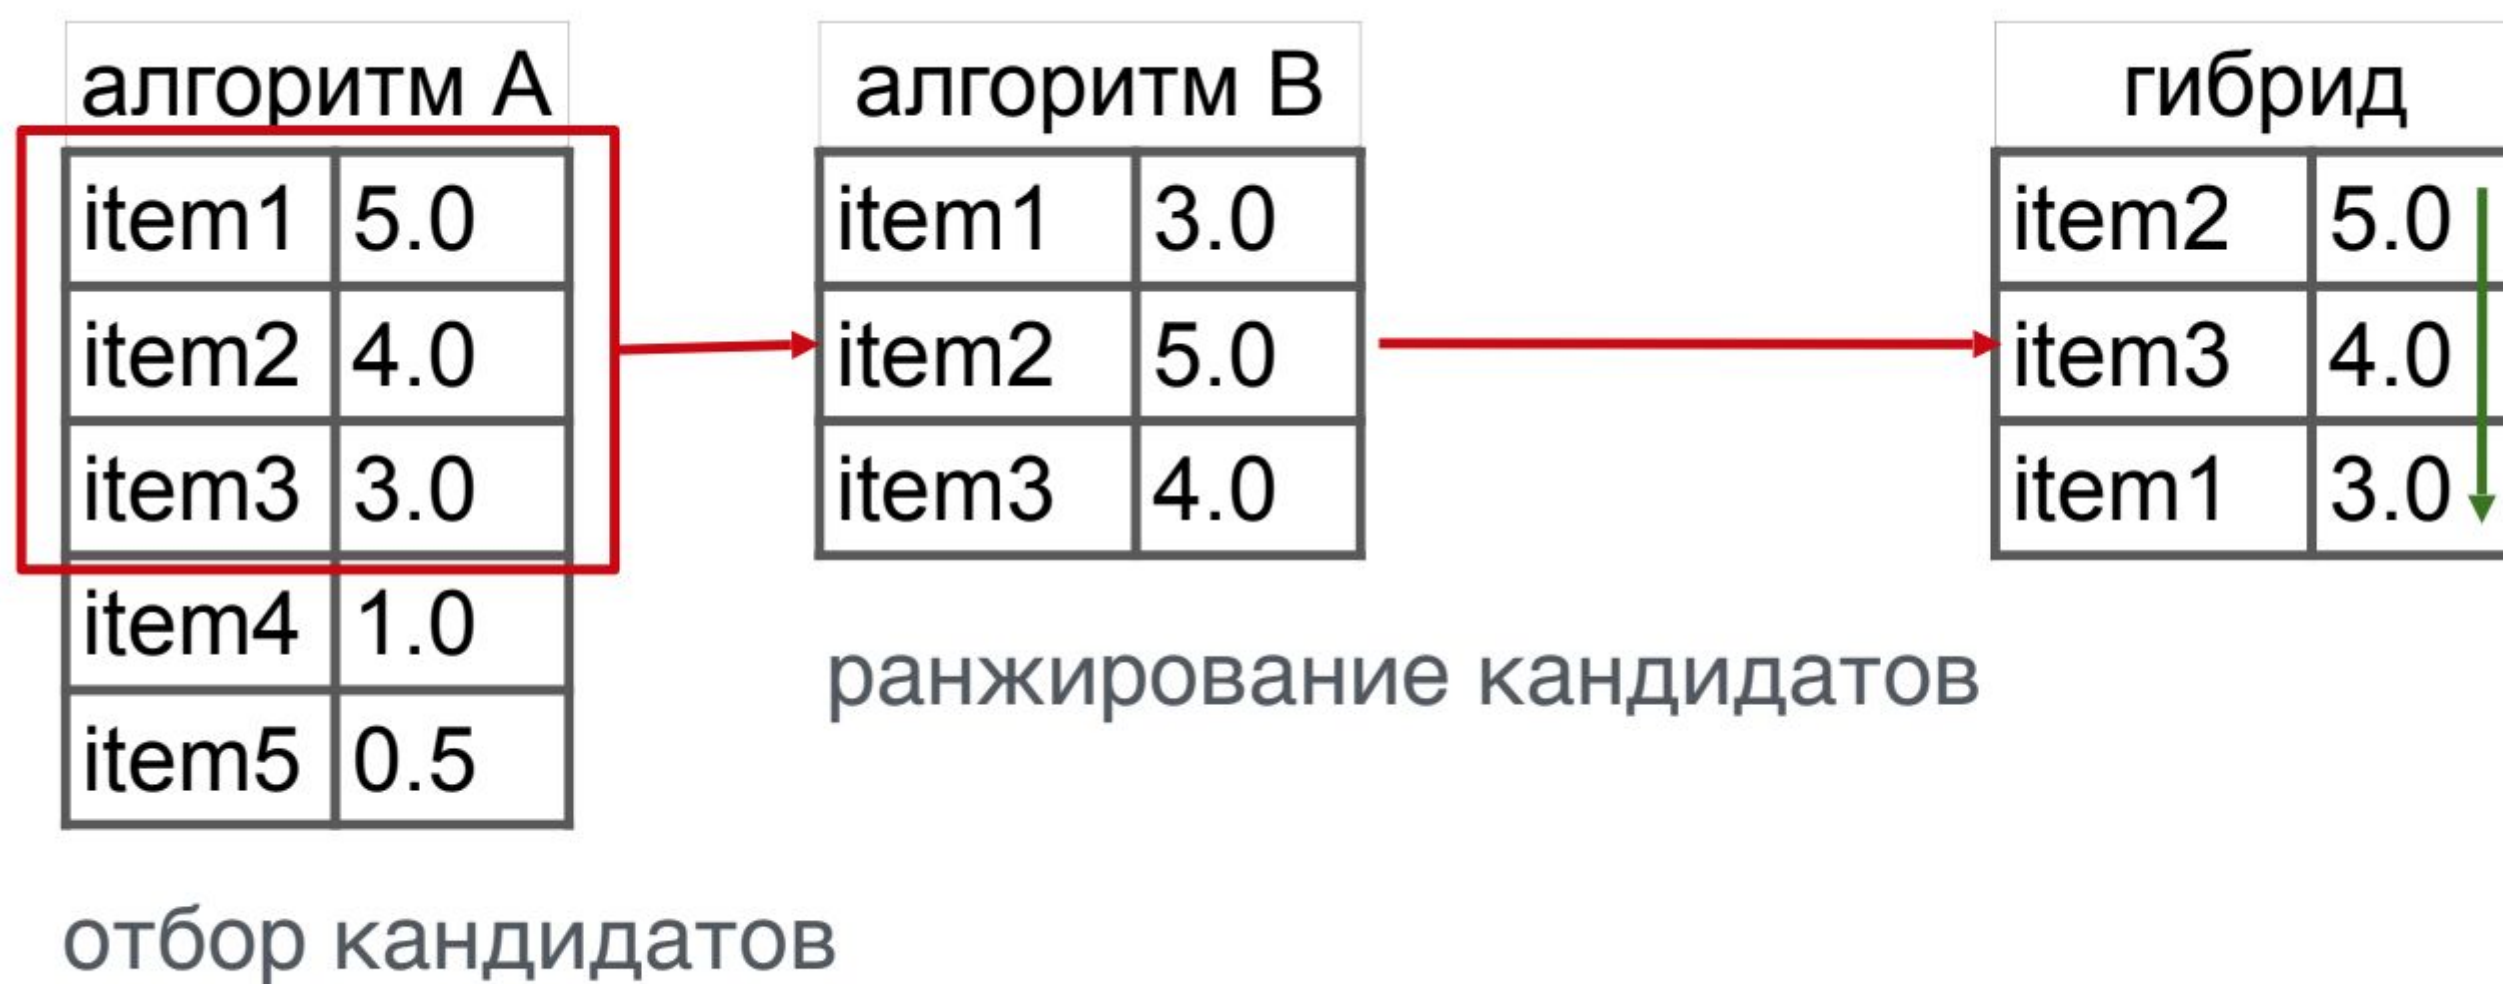 алгоритм A
item1 5.0
item2 4.0
item3 3.0
item4 1.0
item5 0.5
отбор кандидатов
алгоритм B
item1 3.0
item2 5.0
item3 4.0
ранжирование кандидатов
гибрид
item2 5.0
item3 4.0
item1 3.0